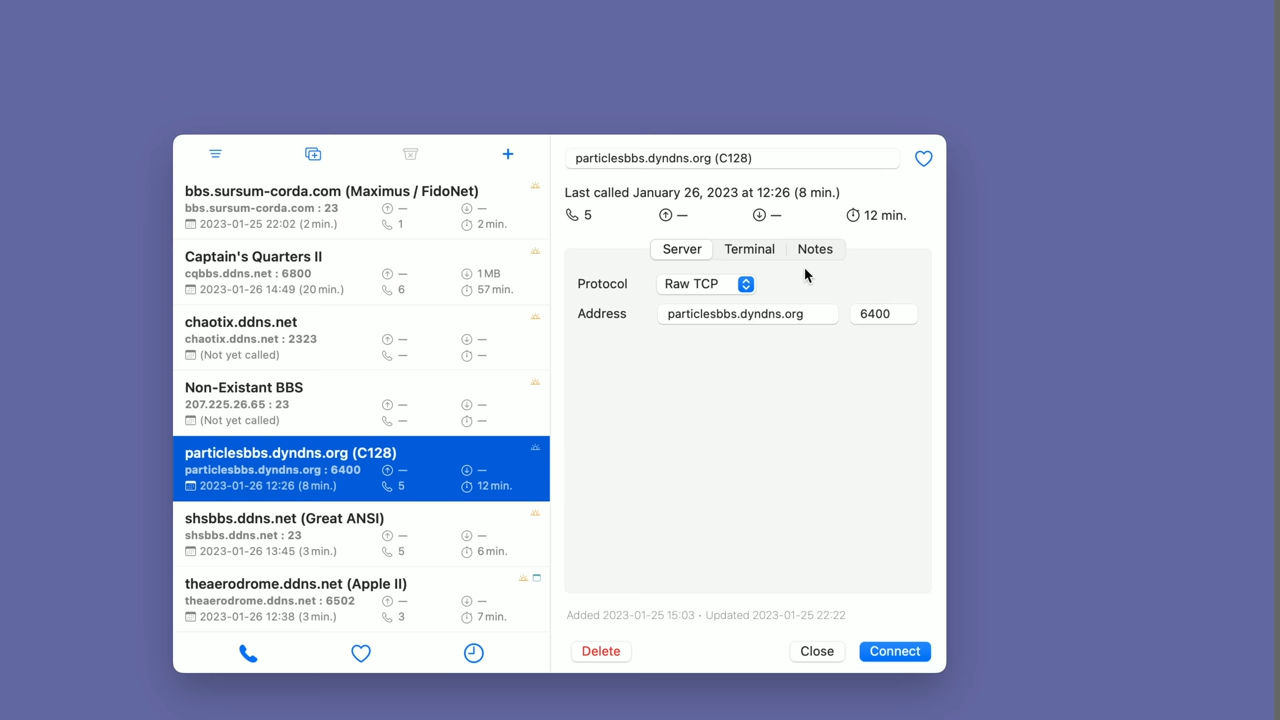 bbs.sursum-corda.com (Maximus / FidoNet)
bbs.sursum-corda.com : 23 — —
2023-01-25 22:02 (2 min.) 1 2 min.
Captain's Quarters II
cqbbs.ddns.net : 6800 — 1 MB
2023-01-26 14:49 (20 min.) 6 57 min.
chaotix.ddns.net
chaotix.ddns.net : 2323 — —
(Not yet called) — —
Non-Existant BBS
207.225.26.65 : 23 — —
(Not yet called) — —
particlesbbs.dyndns.org (C128)
particlesbbs.dyndns.org : 6400 — —
2023-01-26 12:26 (8 min.) 5 12 min.
shsbbs.ddns.net (Great ANSI)
shsbbs.ddns.net : 23 — —
2023-01-26 13:45 (3 min.) 5 6 min.
theaerodrome.ddns.net (Apple II)
theaerodrome.ddns.net : 6502 — —
2023-01-26 12:38 (3 min.) 3 7 min.
particlesbbs.dyndns.org (C128)
Last called January 26, 2023 at 12:26 (8 min.)
5 — — 12 min.
Server Terminal Notes
Protocol Raw TCP
Address particlesbbs.dyndns.org 6400
Added 2023-01-25 15:03 • Updated 2023-01-25 22:22
Delete Close Connect